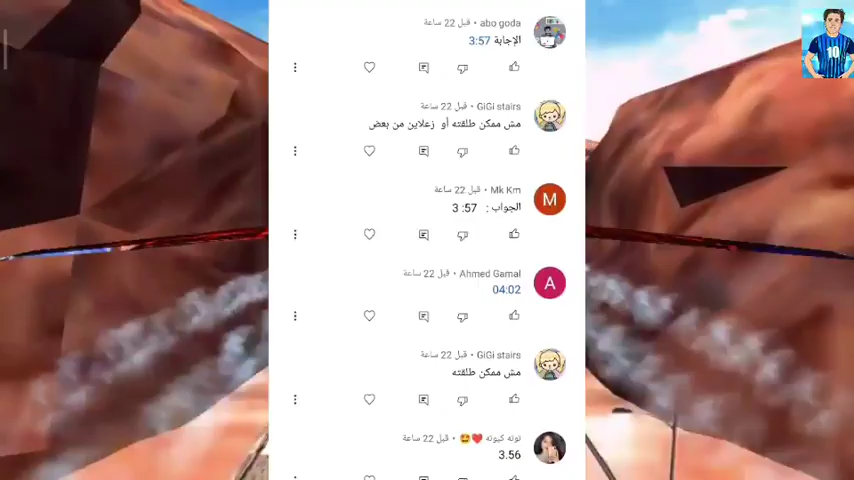 abo goda • قبل 22 ساعة
الإجابة 3:57
GiGi stairs • قبل 22 ساعة
مش ممكن طلقته أو زعلاين من بعض
Mk Km • قبل 22 ساعة
الجواب : 57: 3
M
Ahmed Gamal • قبل 22 ساعة
04:02
A
GiGi stairs • قبل 22 ساعة
مش ممكن طلقته
توته كيوته ❤️🤩 • قبل 22 ساعة
3.56
10